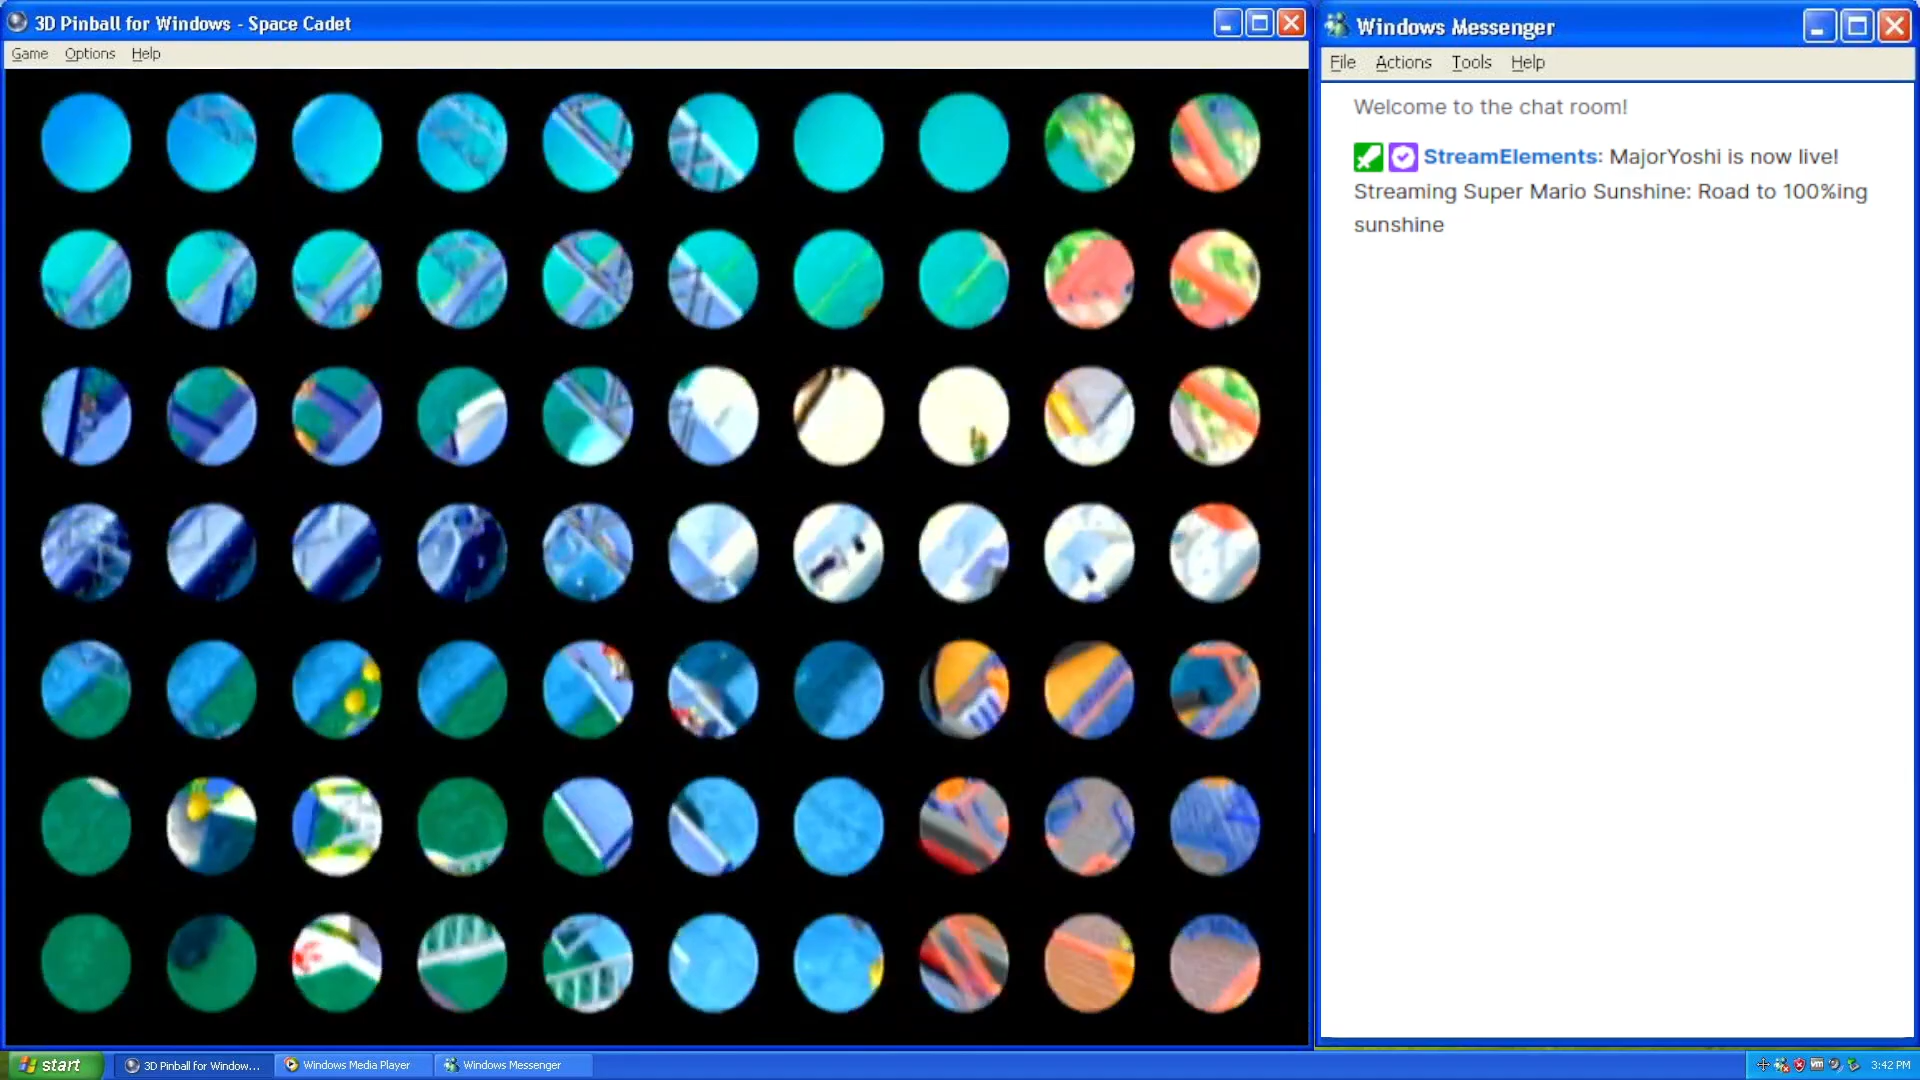 3D Pinball for Windows - Space Cadet
Game Options Help
Windows Messenger
File Actions Tools Help
Welcome to the chat room!
StreamElements: MajorYoshi is now live!
Streaming Super Mario Sunshine: Road to 100%ing
sunshine
start
3D Pinball for Window...
Windows Media Player
Windows Messenger
3:42 PM